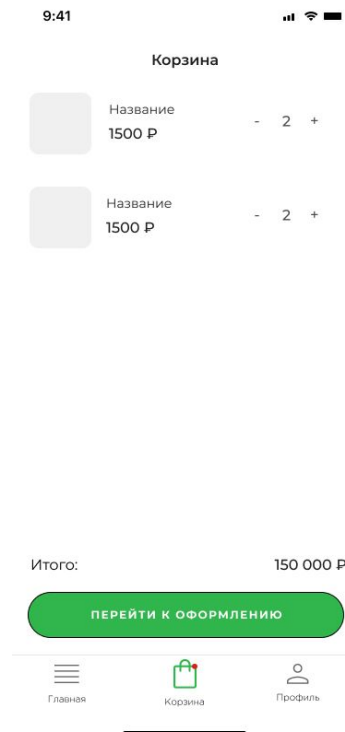 9:41
Корзина
Название
1500 ₽
- 2 +
Название
1500 ₽
- 2 +
Итого: 150 000 ₽
ПЕРЕЙТИ К ОФОРМЛЕНИЮ
Главная Корзина Профиль